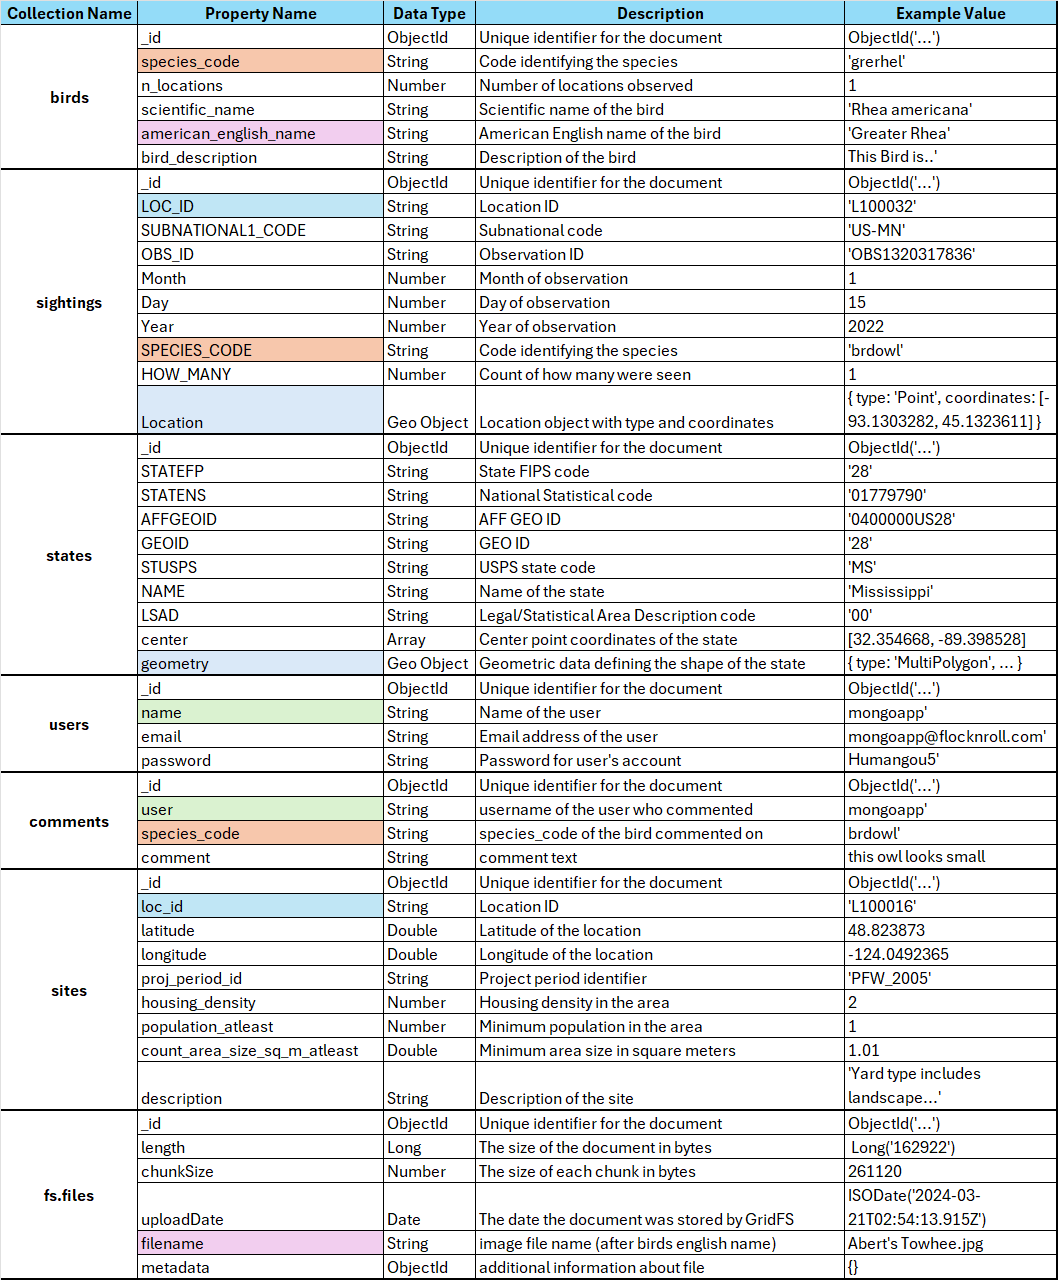 Collection Name Property Name Data Type Description Example Value
birds
_id ObjectId Unique identifier for the document ObjectId('...')
species_code String Code identifying the species 'grerhel'
n_locations Number Number of locations observed 1
scientific_name String Scientific name of the bird 'Rhea americana'
american_english_name String American English name of the bird 'Greater Rhea'
bird_description String Description of the bird This Bird is..'
sightings
_id ObjectId Unique identifier for the document ObjectId('...')
LOC_ID String Location ID 'L100032'
SUBNATIONAL1_CODE String Subnational code 'US-MN'
OBS_ID String Observation ID 'OBS1320317836'
Month Number Month of observation 1
Day Number Day of observation 15
Year Number Year of observation 2022
SPECIES_CODE String Code identifying the species 'brdowl'
HOW_MANY Number Count of how many were seen 1
{ type: 'Point', coordinates: [-
Location Geo Object Location object with type and coordinates 93.1303282, 45.1323611] }
states
_id ObjectId Unique identifier for the document ObjectId('...')
STATEFP String State FIPS code '28'
STATENS String National Statistical code '01779790'
AFFGEOID String AFF GEO ID '0400000US28'
GEOID String GEO ID '28'
STUSPS String USPS state code 'MS'
NAME String Name of the state 'Mississippi'
LSAD String Legal/Statistical Area Description code '00'
center Array Center point coordinates of the state [32.354668, -89.398528]
geometry Geo Object Geometric data defining the shape of the state { type: 'MultiPolygon', ... }
users
_id ObjectId Unique identifier for the document ObjectId('...')
name String Name of the user mongoapp'
email String Email address of the user mongoapp@flocknroll.com'
password String Password for user's account Humangou5'
comments
_id ObjectId Unique identifier for the document ObjectId('...')
user String username of the user who commented mongoapp'
species_code String species_code of the bird commented on brdowl'
comment String comment text this owl looks small
sites
_id ObjectId Unique identifier for the document ObjectId('...')
loc_id String Location ID 'L100016'
latitude Double Latitude of the location 48.823873
longitude Double Longitude of the location -124.0492365
proj_period_id String Project period identifier 'PFW_2005'
housing_density Number Housing density in the area 2
population_atleast Number Minimum population in the area 1
count_area_size_sq_m_atleast Double Minimum area size in square meters 1.01
'Yard type includes
description String Description of the site landscape...'
fs.files
_id ObjectId Unique identifier for the document ObjectId('...')
length Long The size of the document in bytes Long('162922')
chunkSize Number The size of each chunk in bytes 261120
ISODate('2024-03-
uploadDate Date The date the document was stored by GridFS 21T02:54:13.915Z')
filename String image file name (after birds english name) Abert's Towhee.jpg
metadata ObjectId additional information about file {}